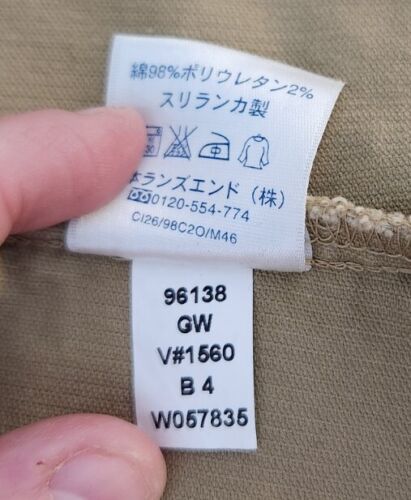 綿98%ポリウレタン2%
スリランカ製
本ランズエンド(株)
0120-554-774
CI26/98C2O/M46
96138
GW
V#1560
B 4
W057835